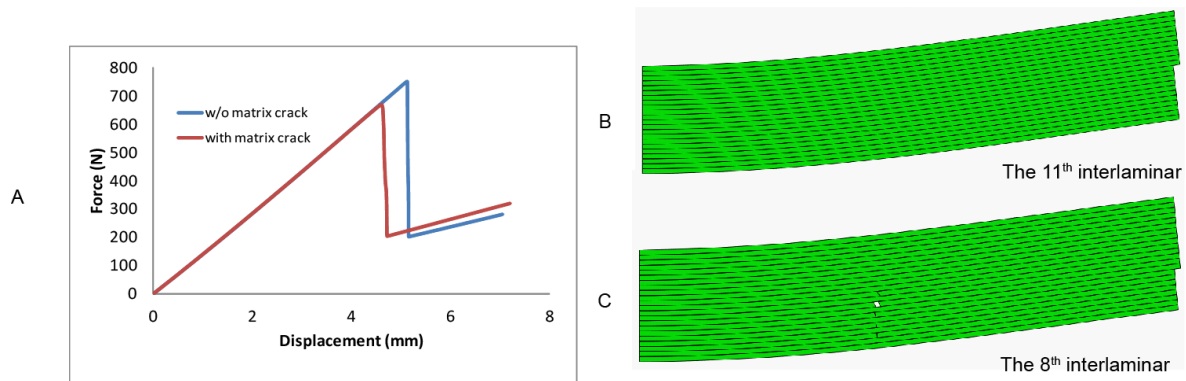 A
800
700
600
500
400
300
200
100
0
Force (N)
w/o matrix crack
with matrix crack
0 2 4 6 8
Displacement (mm)
B
The 11th interlaminar
C
The 8th interlaminar